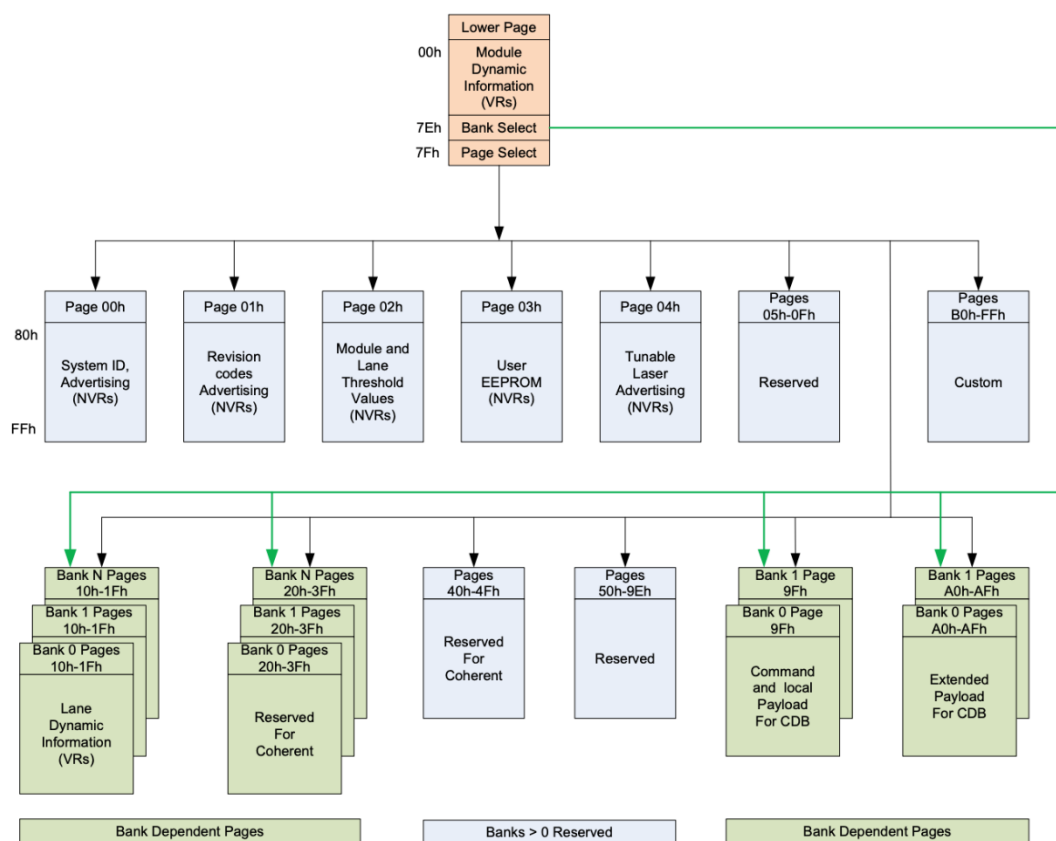 Lower Page
00h
Module
Dynamic
Information
(VRs)
7Eh
Bank Select
7Fh
Page Select
Page 00h
80h
System ID,
Advertising
(NVRs)
FFh
Page 01h
Revision
codes
Advertising
(NVRs)
Page 02h
Module and
Lane
Threshold
Values
(NVRs)
Page 03h
User
EEPROM
(NVRs)
Page 04h
Tunable
Laser
Advertising
(NVRs)
Pages
05h-0Fh
Reserved
Pages
B0h-FFh
Custom
Bank N Pages
10h-1Fh
Bank 1 Pages
10h-1Fh
Bank 0 Pages
10h-1Fh
Lane
Dynamic
Information
(VRs)
Bank N Pages
20h-3Fh
Bank 1 Pages
20h-3Fh
Bank 0 Pages
20h-3Fh
Reserved
For
Coherent
Pages
40h-4Fh
Reserved
For
Coherent
Pages
50h-9Eh
Reserved
Bank 1 Page
9Fh
Bank 0 Page
9Fh
Command
and local
Payload
For CDB
Bank 1 Pages
A0h-AFh
Bank 0 Pages
A0h-AFh
Extended
Payload
For CDB
Bank Dependent Pages
Banks > 0 Reserved
Bank Dependent Pages